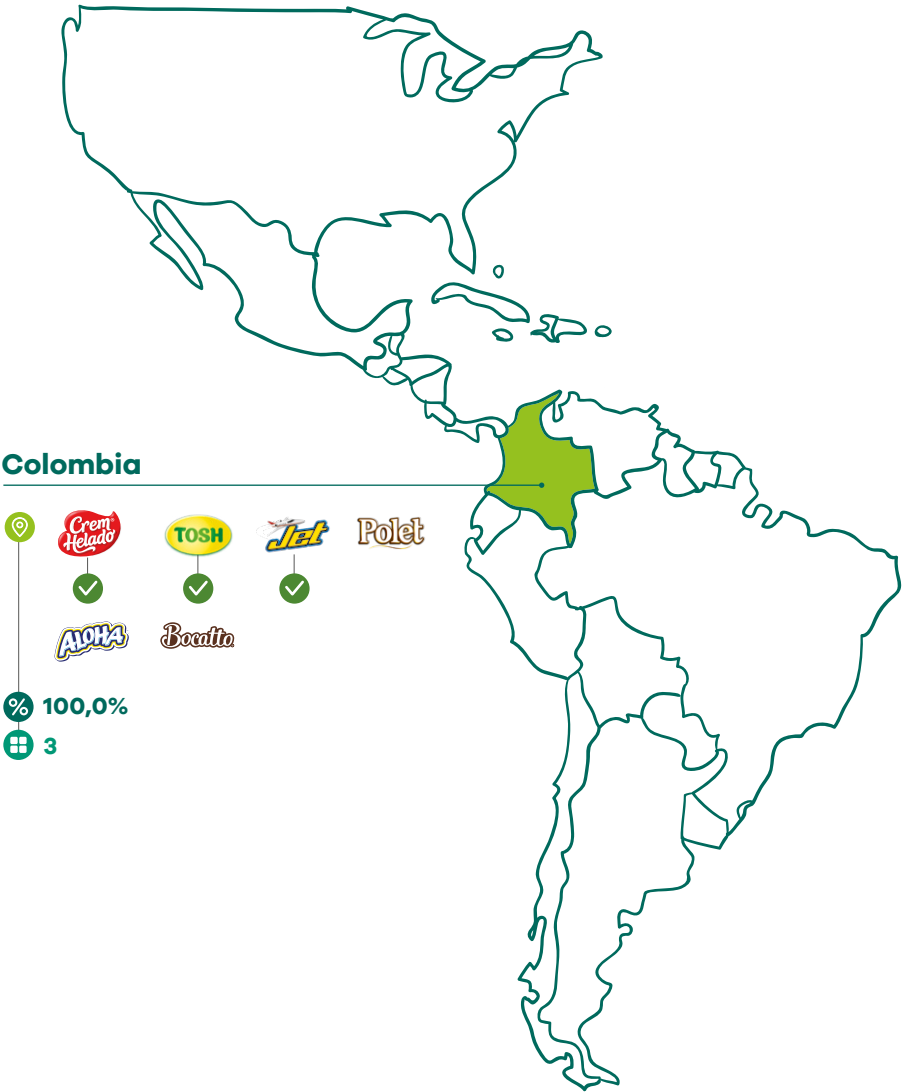 Colombia
Crem Helado
TOSH
Jet
Polet
ALOHA
Bocatto
100,0%
3